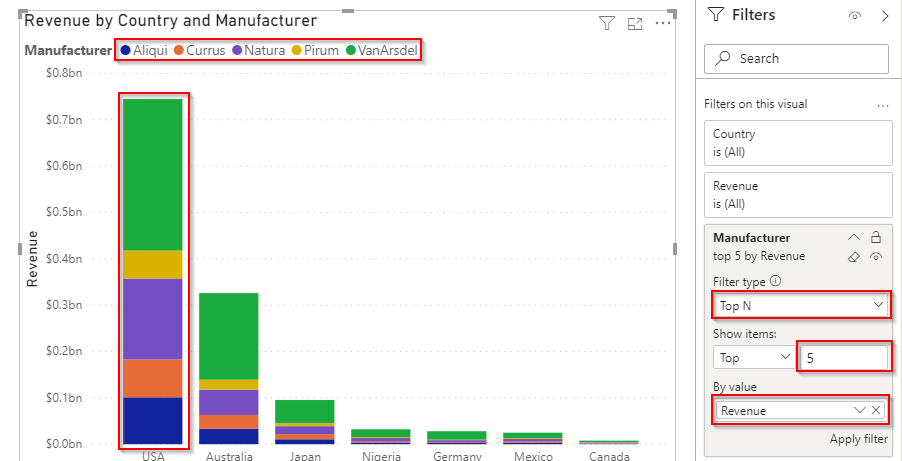 Revenue by Country and Manufacturer
Manufacturer Aliqui Currus Natura Pirum VanArsdel
$0.8bn
$0.7bn
$0.6bn
$0.5bn
$0.4bn
$0.3bn
$0.2bn
$0.1bn
$0.0bn
Revenue
USA Australia Japan Nigeria Germany Mexico Canada
Filters
Search
Filters on this visual
Country
is (All)
Revenue
is (All)
Manufacturer
top 5 by Revenue
Filter type
Top N
Show items:
Top 5
By value
Revenue
Apply filter